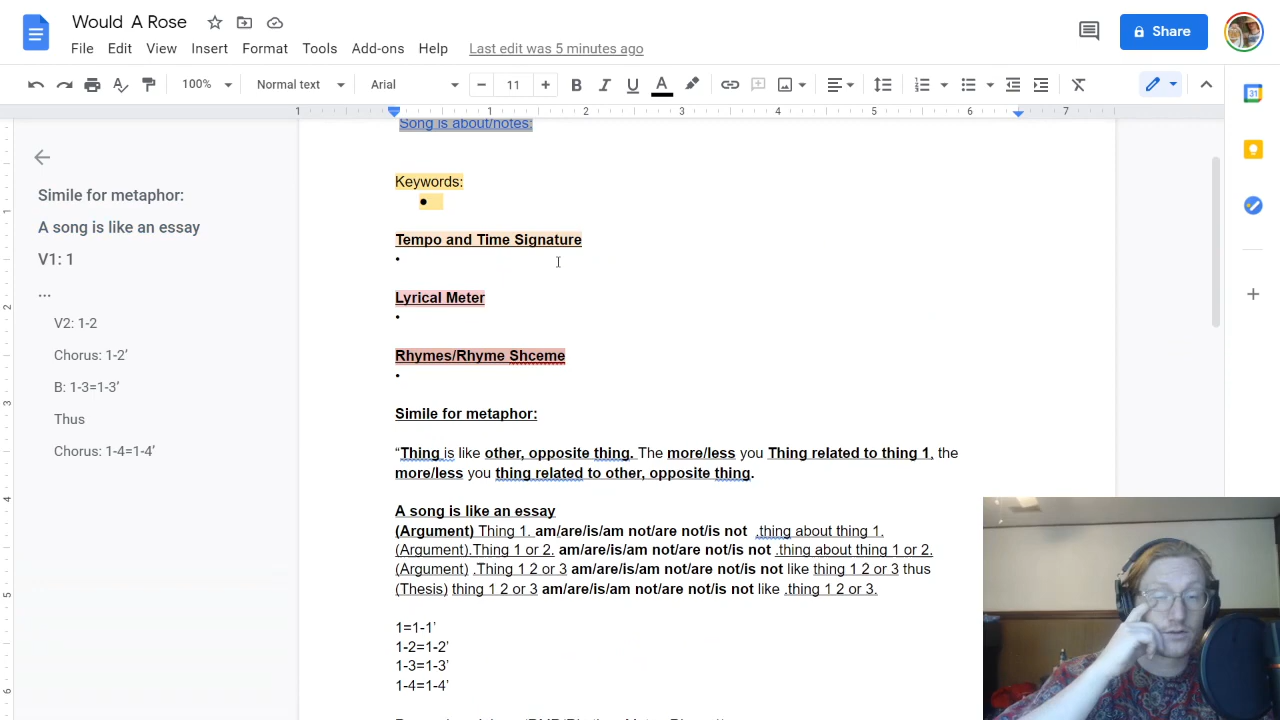 Would  A Rose
File Edit View Insert Format Tools Add-ons Help Last edit was 5 minutes ago
Share
100% Normal text Arial 11
1 1 2 3 4 5 6 7
Song is about/notes:
Simile for metaphor:
A song is like an essay
V1: 1
...
V2: 1-2
Chorus: 1-2’
B: 1-3=1-3’
Thus
Chorus: 1-4=1-4’
Keywords:
●
Tempo and Time Signature
•
Lyrical Meter
•
Rhymes/Rhyme Shceme
•
Simile for metaphor:
“Thing is like other, opposite thing. The more/less you Thing related to thing 1, the
more/less you thing related to other, opposite thing.
A song is like an essay
(Argument) Thing 1. am/are/is/am not/are not/is not .thing about thing 1.
(Argument).Thing 1 or 2. am/are/is/am not/are not/is not .thing about thing 1 or 2.
(Argument) .Thing 1 2 or 3 am/are/is/am not/are not/is not like thing 1 2 or 3 thus
(Thesis) thing 1 2 or 3 am/are/is/am not/are not/is not like .thing 1 2 or 3.
1=1-1’
1-2=1-2’
1-3=1-3’
1-4=1-4’